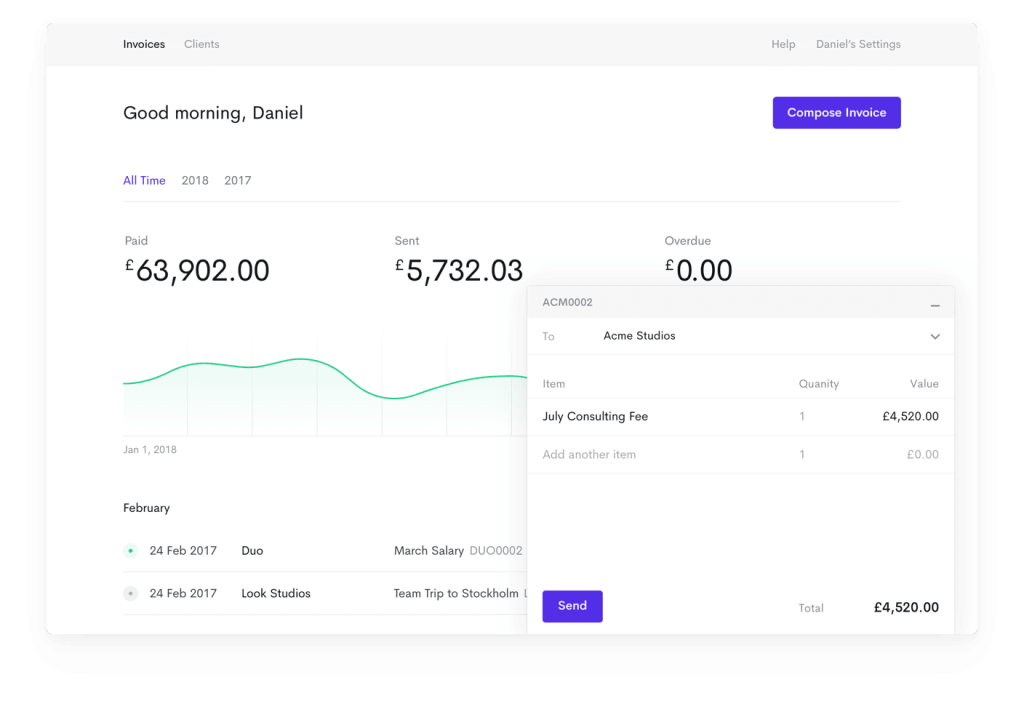 Invoices Clients Help Daniel's Settings
Good morning, Daniel Compose Invoice
All Time 2018 2017
Paid Sent Overdue
£63,902.00 £5,732.03 £0.00
ACM0002
To Acme Studios
Item Quanity Value
July Consulting Fee 1 £4,520.00
Add another item 1 £0.00
Send Total £4,520.00
Jan 1, 2018
February
24 Feb 2017 Duo March Salary DUO0002
24 Feb 2017 Look Studios Team Trip to Stockholm